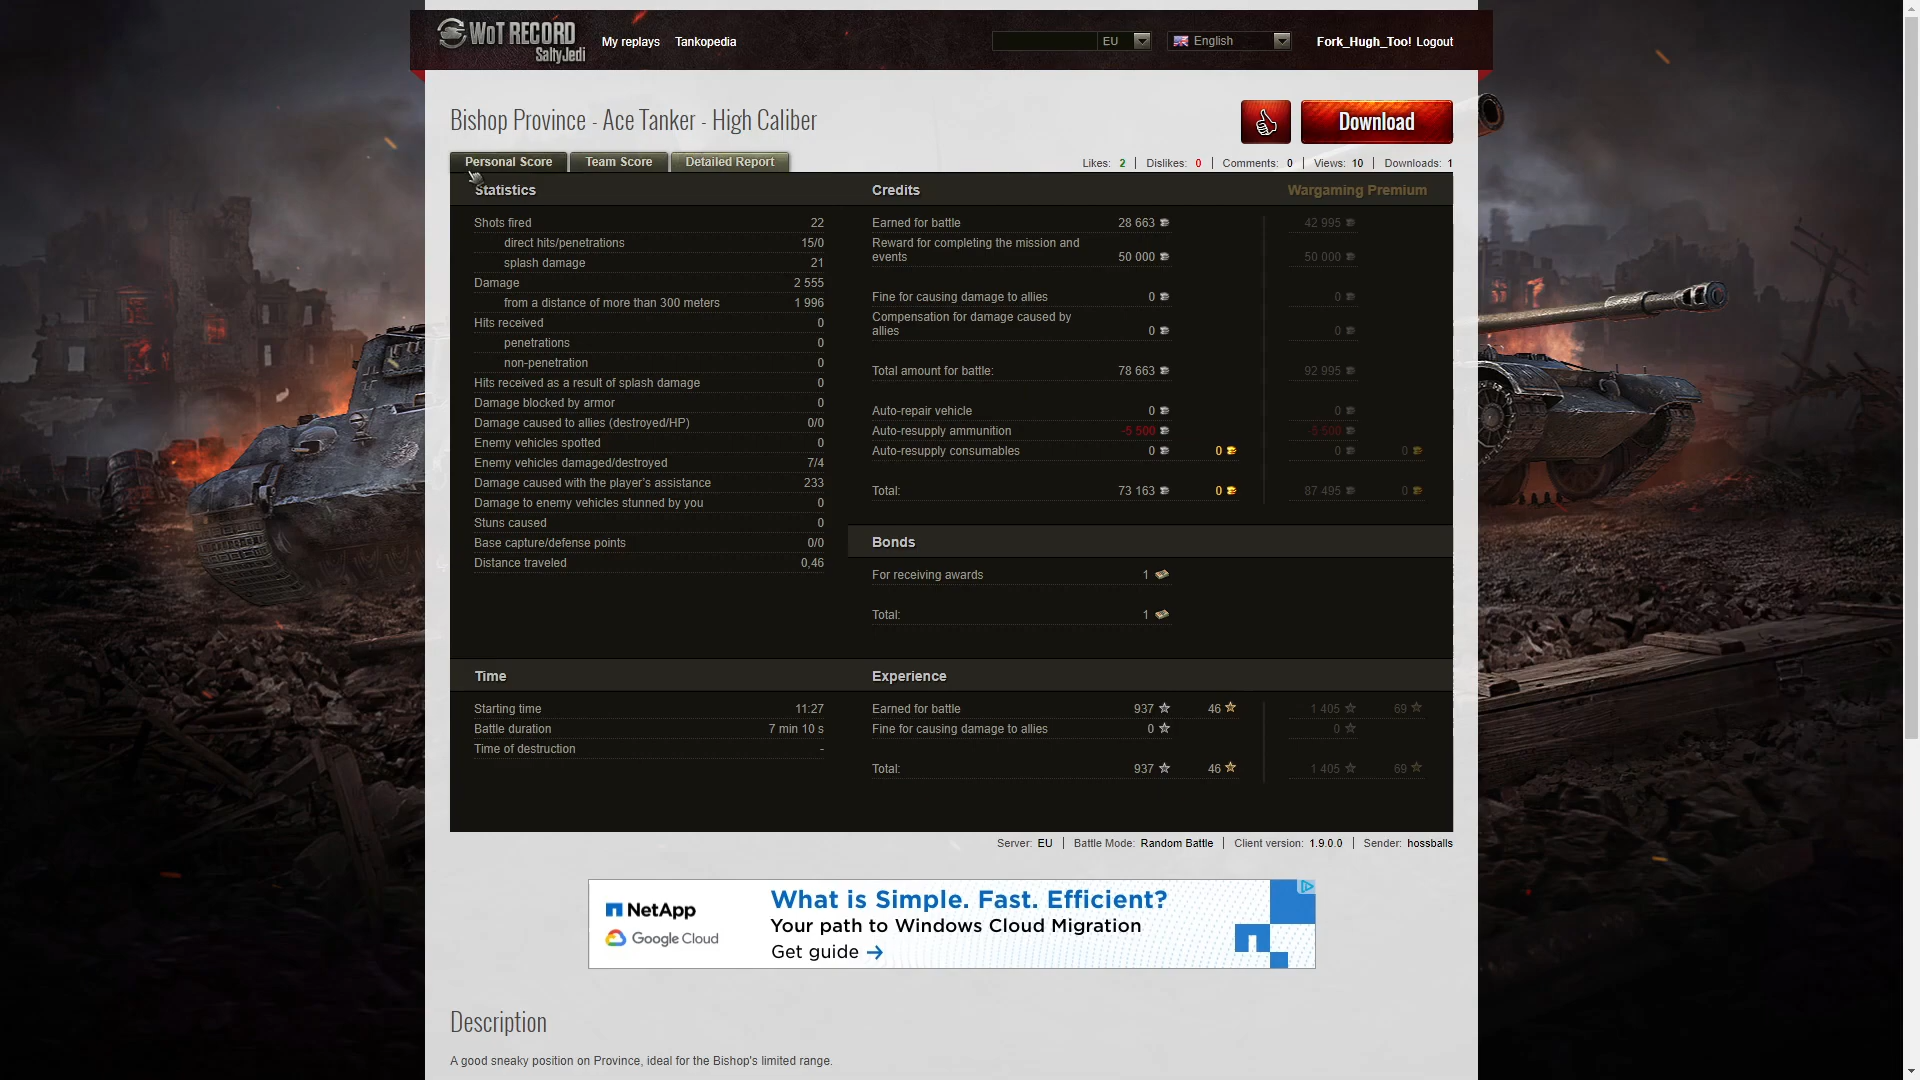 WoT RECORD
SaltyJedi
My replays Tankopedia
EU
English
Fork_Hugh_Too! Logout
Bishop Province - Ace Tanker - High Caliber
Download
Personal Score Team Score Detailed Report
Likes: 2 | Dislikes: 0 | Comments: 0 | Views: 10 | Downloads: 1
Statistics
Shots fired 22
direct hits/penetrations 15/0
splash damage 21
Damage 2 555
from a distance of more than 300 meters 1 996
Hits received 0
penetrations 0
non-penetration 0
Hits received as a result of splash damage 0
Damage blocked by armor 0
Damage caused to allies (destroyed/HP) 0/0
Enemy vehicles spotted 0
Enemy vehicles damaged/destroyed 7/4
Damage caused with the player's assistance 233
Damage to enemy vehicles stunned by you 0
Stuns caused 0
Base capture/defense points 0/0
Distance traveled 0,46
Credits Wargaming Premium
Earned for battle 28 663 42 995
Reward for completing the mission and
events 50 000 50 000
Fine for causing damage to allies 0 0
Compensation for damage caused by
allies 0 0
Total amount for battle: 78 663 92 995
Auto-repair vehicle 0 0
Auto-resupply ammunition -5 500 -5 500
Auto-resupply consumables 0 0 0 0
Total: 73 163 0 87 495 0
Bonds
For receiving awards 1
Total: 1
Time
Starting time 11:27
Battle duration 7 min 10 s
Time of destruction -
Experience
Earned for battle 937 46 1 405 69
Fine for causing damage to allies 0 0
Total: 937 46 1 405 69
Server: EU | Battle Mode: Random Battle | Client version: 1.9.0.0 | Sender: hossballs
NetApp
Google Cloud
What is Simple. Fast. Efficient?
Your path to Windows Cloud Migration
Get guide →
Description
A good sneaky position on Province, ideal for the Bishop's limited range.